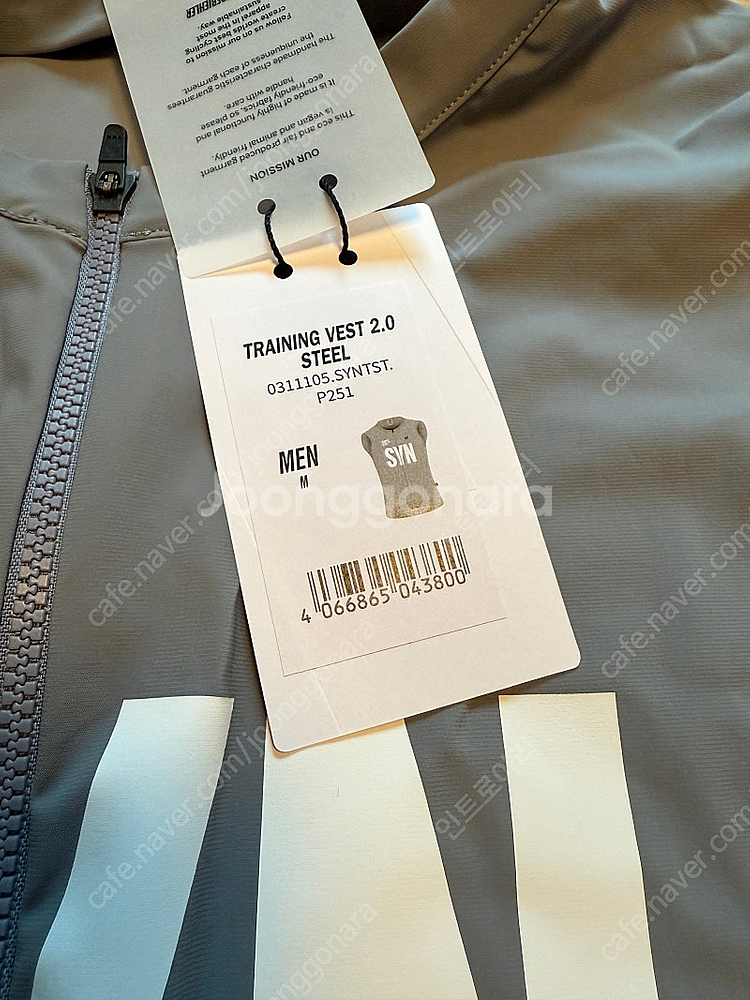 OUR MISSION
This eco and fair produced garment
is vegan and animal friendly.
It is made of highly functional and
eco-friendly fabrics, so please
handle with care.
The handmade characteristic guarantees
the uniqueness of each garment.
Follow us on our mission to
create worlds best cycling
apparel in the most
sustainable way.
TRAINING VEST 2.0
STEEL
0311105.SYNTST.
P251
MEN
M
SYN
4 066865 043800
Joonggonara
cafe.naver.com/joonggonara